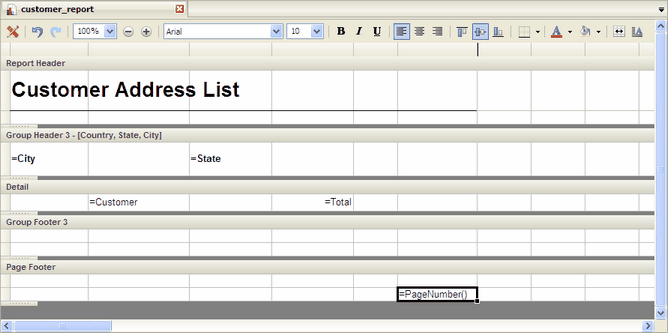 customer_report
100% Arial 10 B I U A
Report Header
Customer Address List
Group Header 3 - [Country, State, City]
=City =State
Detail
=Customer =Total
Group Footer 3
Page Footer
=PageNumber()